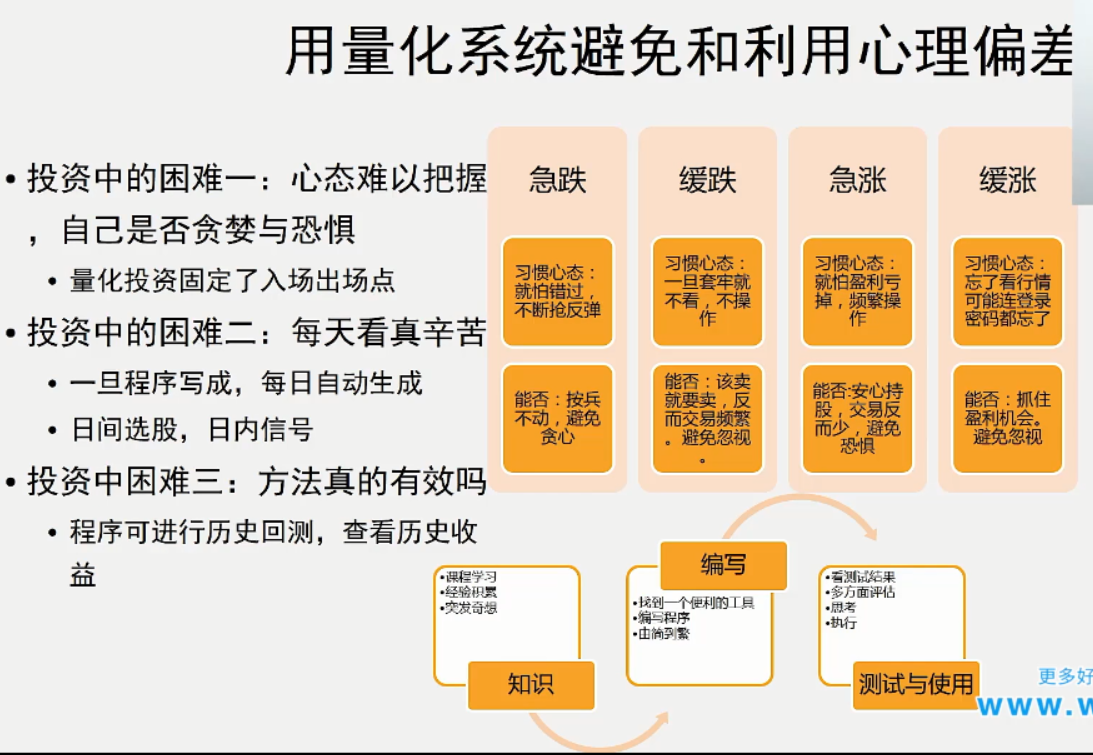 用量化系统避免和利用心理偏差
• 投资中的困难一：心态难以把握
，自己是否贪婪与恐惧
• 量化投资固定了入场出场点
• 投资中的困难二：每天看真辛苦
• 一旦程序写成，每日自动生成
• 日间选股，日内信号
• 投资中困难三：方法真的有效吗
• 程序可进行历史回测，查看历史收
益
急跌
习惯心态：
就怕错过，
不断抢反弹
能否：按兵
不动，避免
贪心
缓跌
习惯心态：
一旦套牢就
不看，不操
作
能否：该卖
就要卖，反
而交易频繁
。避免忽视
。
急涨
习惯心态：
就怕盈利亏
掉，频繁操
作
能否:安心持
股，交易反
而少，避免
恐惧
缓涨
习惯心态：
忘了看行情
可能连登录
密码都忘了
能否：抓住
盈利机会。
避免忽视
•课程学习
•经验积累
•突发奇想
知识
编写
•找到一个便利的工具
•编写程序
•由简到繁
•看测试结果
•多方面评估
•思考
•执行
测试与使用
更多好
www.w